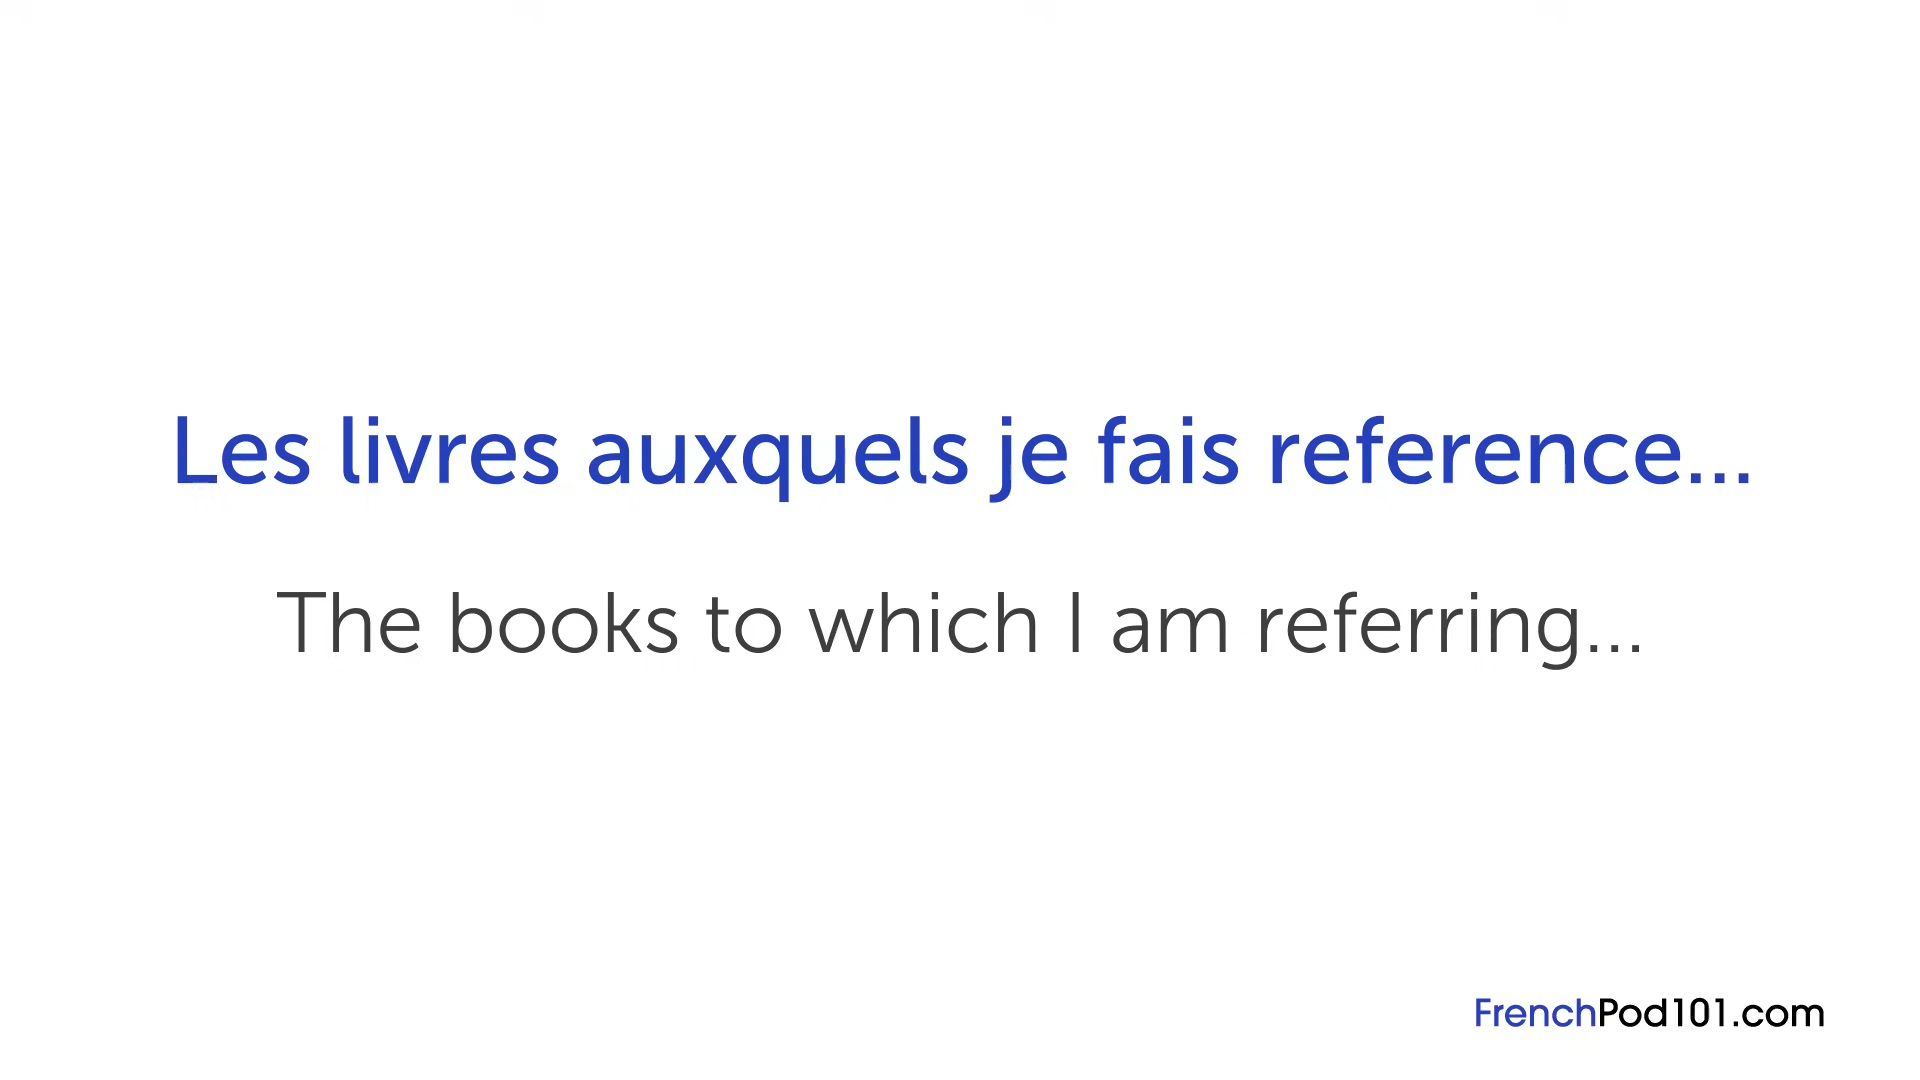 Les livres auxquels je fais reference...
The books to which I am referring...
FrenchPod101.com